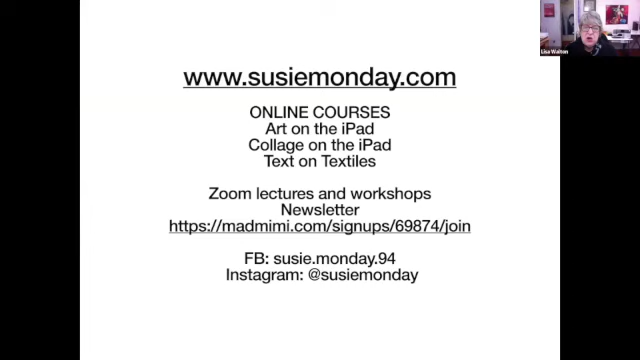 www.susiemonday.com
ONLINE COURSES
Art on the iPad
Collage on the iPad
Text on Textiles
Zoom lectures and workshops
Newsletter
https://madmimi.com/signups/69874/join
FB: susie.monday.94
Instagram: @susiemonday
Lisa Walton